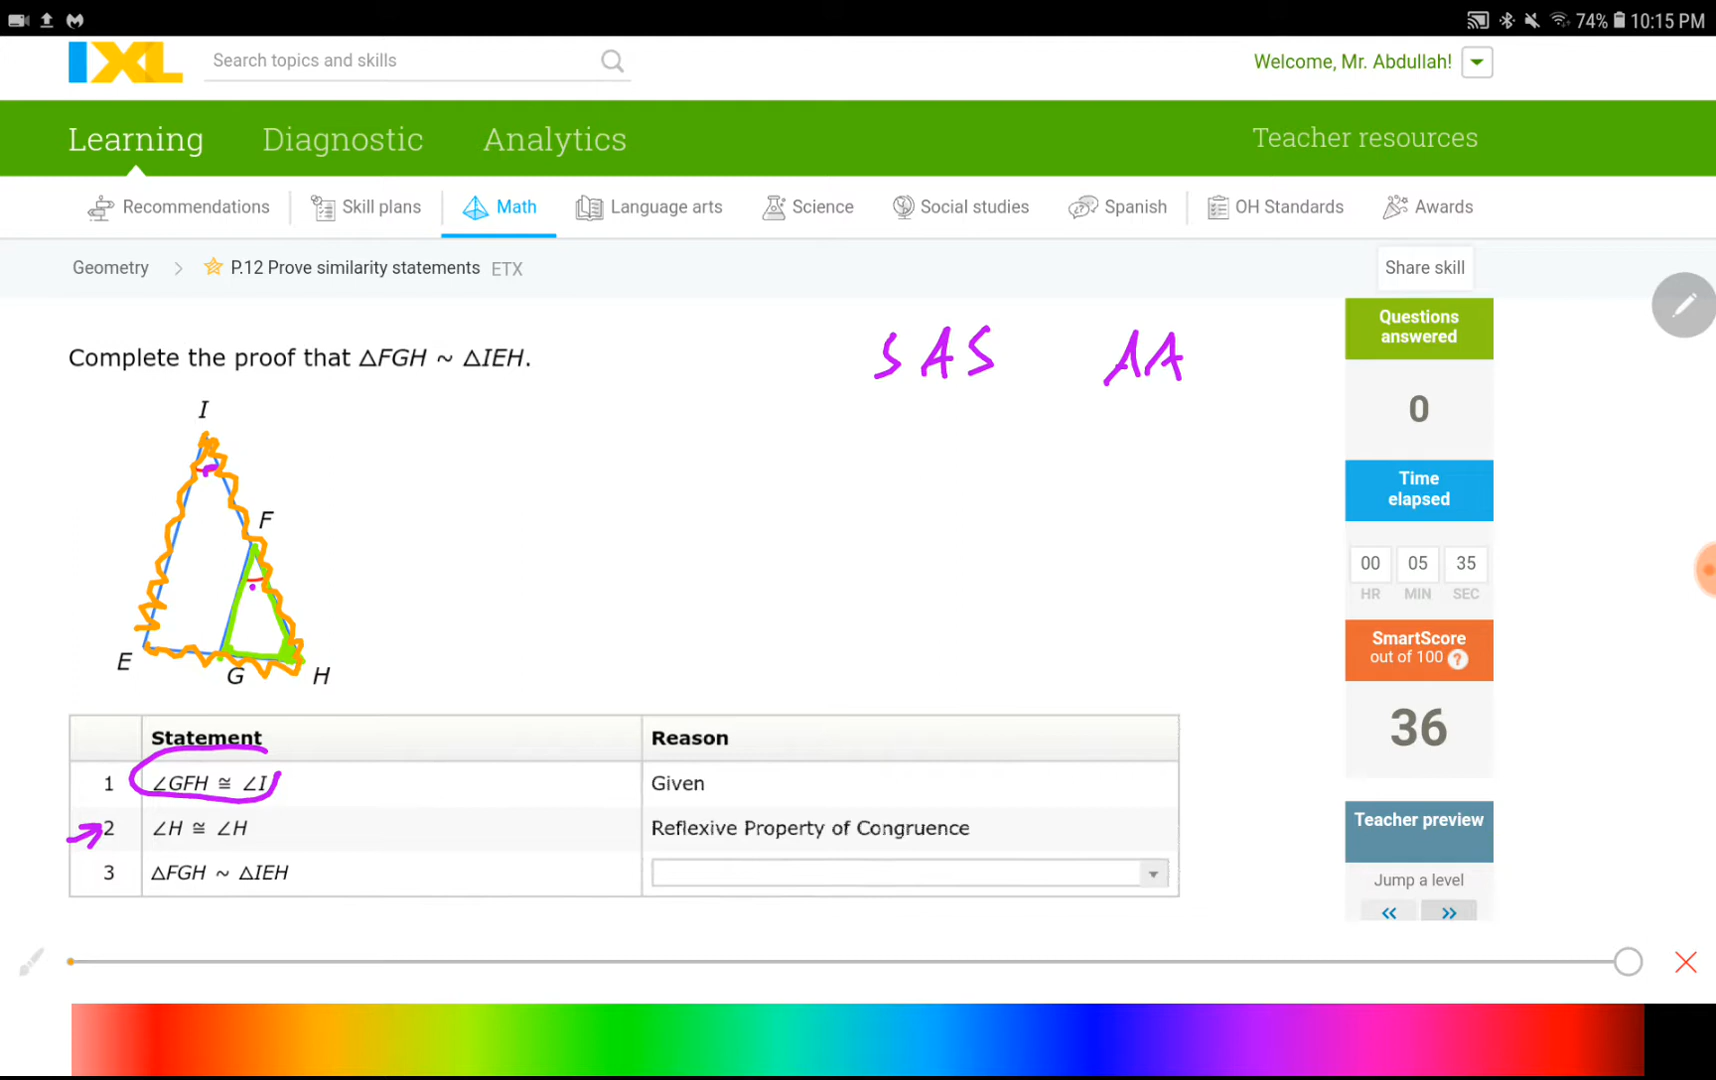 74% 10:15 PM
IXL Search topics and skills Welcome, Mr. Abdullah!
Learning Diagnostic Analytics Teacher resources
Recommendations Skill plans Math Language arts Science Social studies Spanish OH Standards Awards
Geometry > P.12 Prove similarity statements ETX Share skill
Complete the proof that △FGH ~ △IEH.
SAS AA
I
F
E
G
H
Statement Reason
1 ∠GFH ≅ ∠I Given
2 ∠H ≅ ∠H Reflexive Property of Congruence
3 △FGH ~ △IEH
Questions
answered
0
Time
elapsed
00 05 35
HR MIN SEC
SmartScore
out of 100 ?
36
Teacher preview
Jump a level
« »